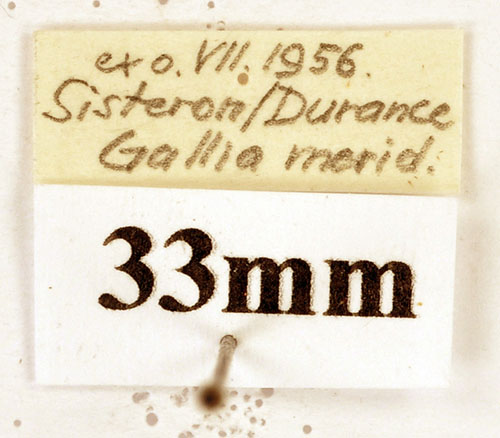 ex o. VII. 1956.
Sisteron/Durance
Gallia merid.
33mm